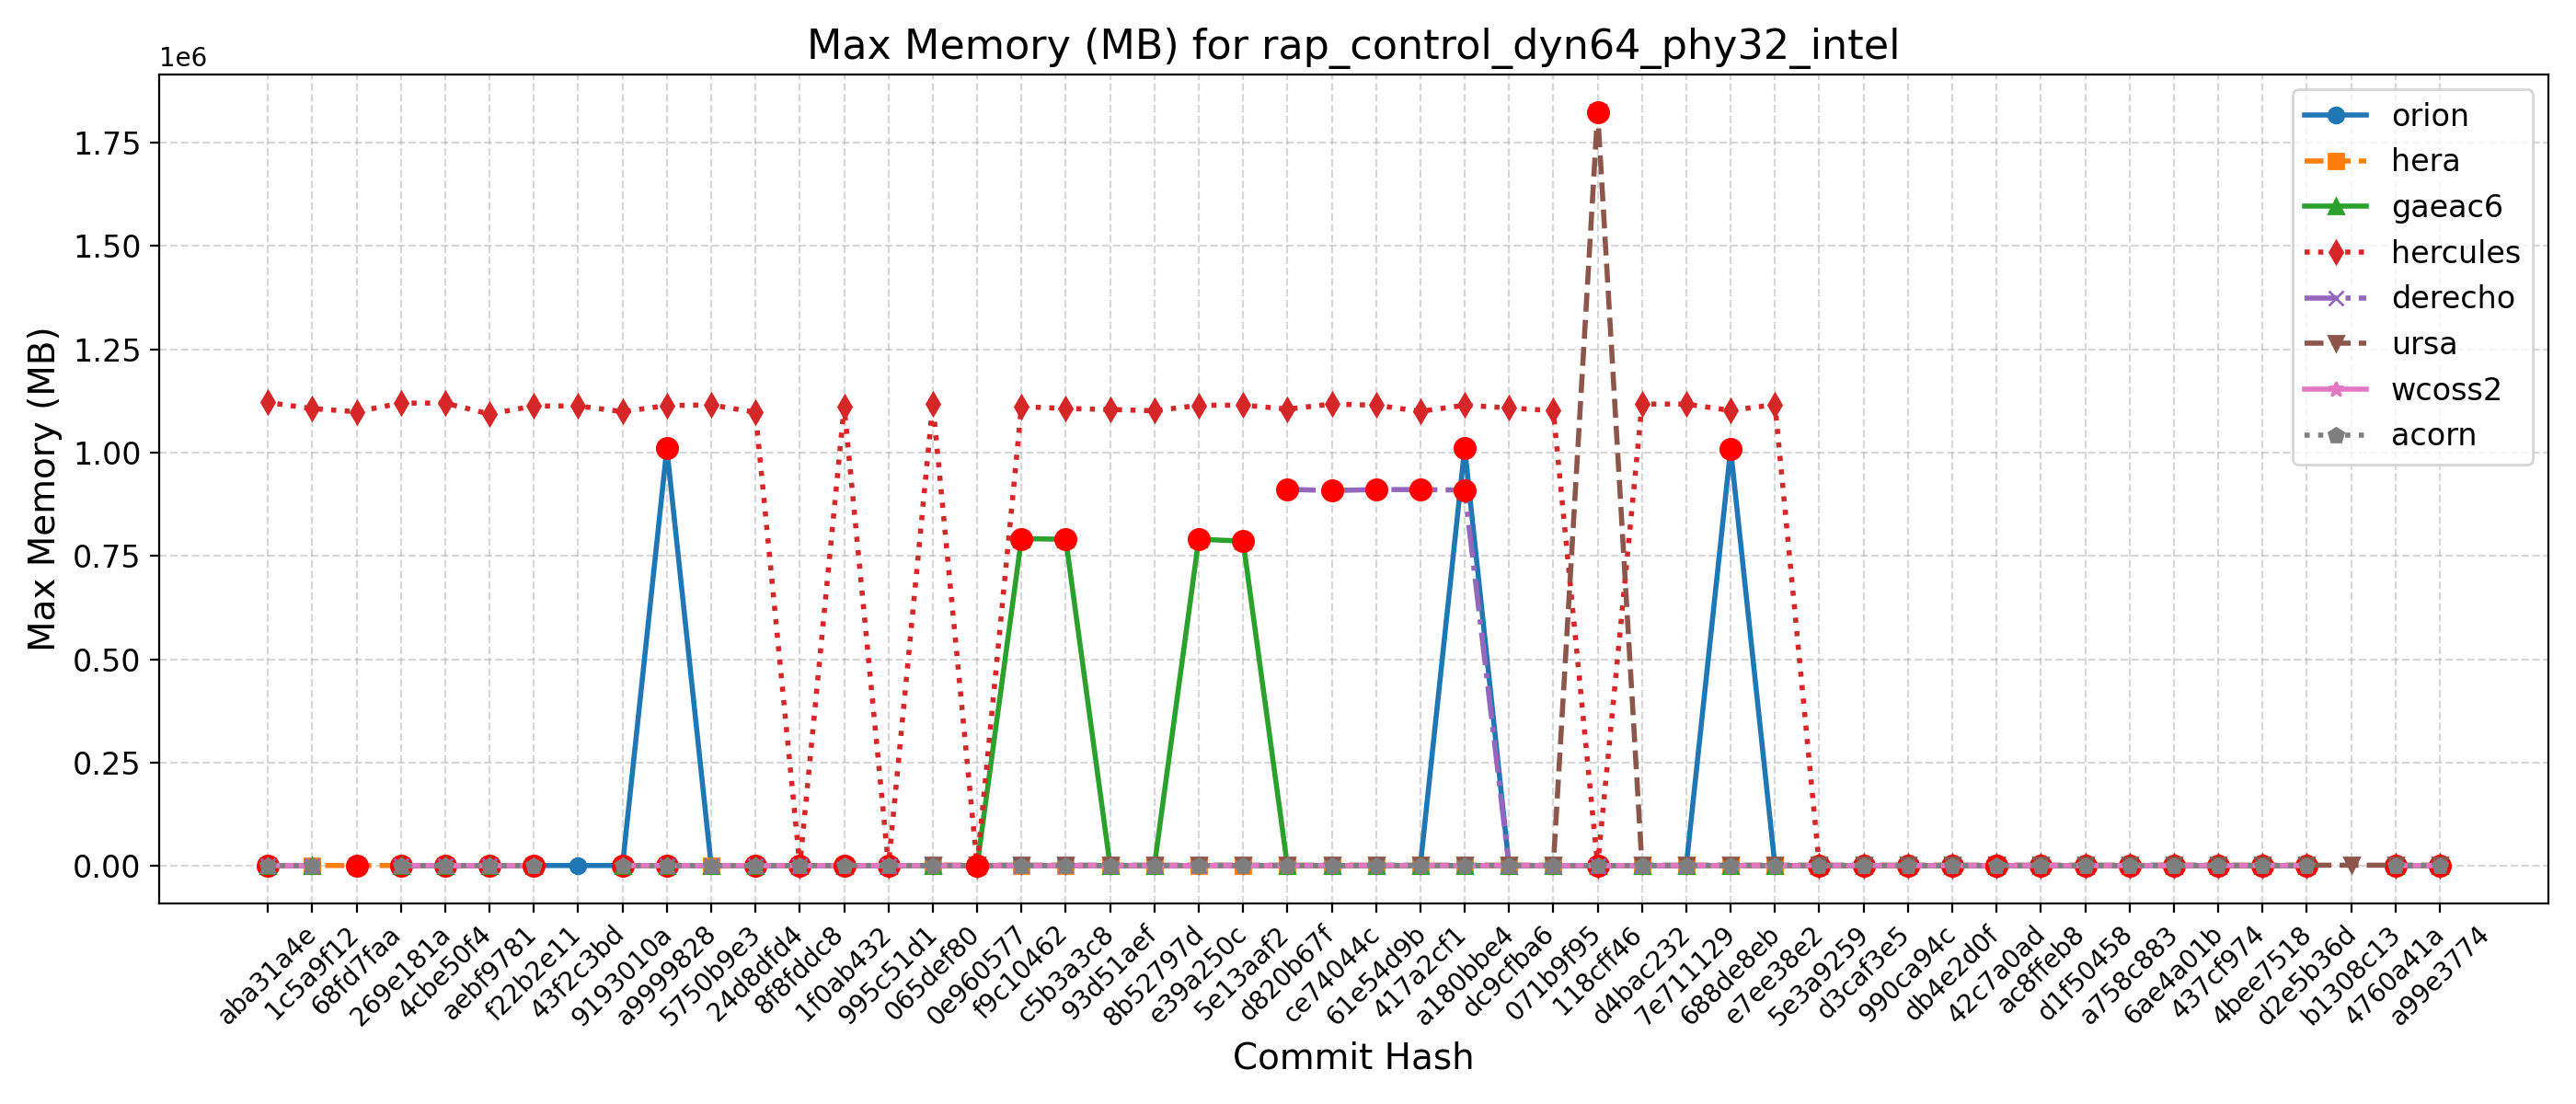 Max Memory (MB) for rap_control_dyn64_phy32_intel
1e6
1.75
1.50
1.25
1.00
0.75
0.50
0.25
0.00
Max Memory (MB)
orion
hera
gaeac6
hercules
derecho
ursa
wcoss2
acorn
aba31a4e
1c5a9f12
68fd7faa
269e181a
4cbe50f4
aebf9781
f22b2e11
43f2c3bd
9193010a
a9999828
5750b9e3
24d8dfd4
8f8fddc8
1f0ab432
995c51d1
065def80
0e960577
f9c10462
c5b3a3c8
93d51aef
8b52797d
e39a250c
5e13aaf2
d820b67f
ce74044c
61e54d9b
417a2cf1
a180bbe4
dc9cfba6
071b9f95
118cff46
d4bac232
7e711129
688de8eb
e7ee38e2
5e3a9259
d3caf3e5
990ca94c
db4e2d0f
42c7a0ad
ac8ffeb8
d1f50458
a758c883
6ae4a01b
437cf974
4bee7518
d2e5b36d
b1308c13
4760a41a
a99e3774
Commit Hash